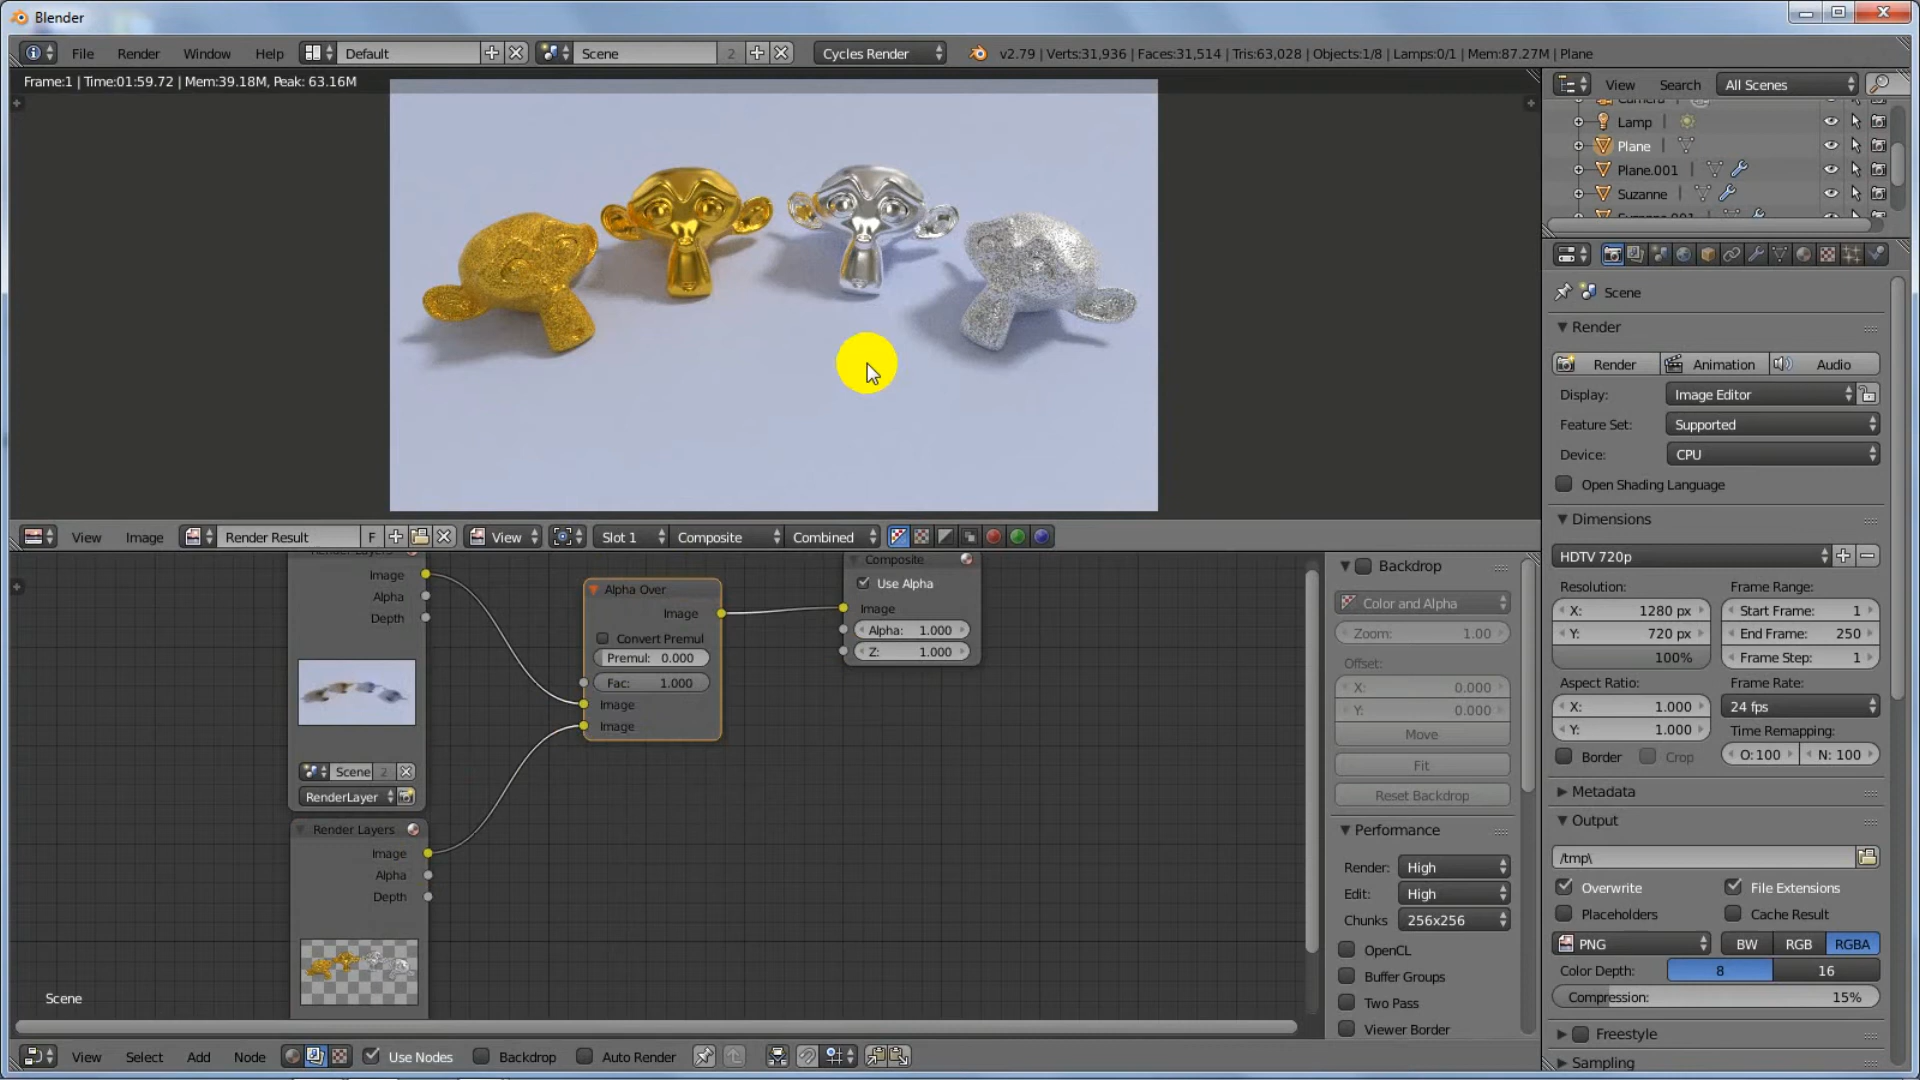 Blender
File Render Window Help Default Scene 2 Cycles Render v2.79 | Verts:31,936 | Faces:31,514 | Tris:63,028 | Objects:1/8 | Lamps:0/1 | Mem:87.27M | Plane
Frame:1 | Time:01:59.72 | Mem:39.18M, Peak: 63.16M
View Search All Scenes
Camera
Lamp
Plane
Plane.001
Suzanne
Suzanne.001
Scene
Render
Render Animation Audio
Display: Image Editor
Feature Set: Supported
Device: CPU
Open Shading Language
Dimensions
HDTV 720p
Resolution: Frame Range:
X: 1280 px Start Frame: 1
Y: 720 px End Frame: 250
100% Frame Step: 1
Aspect Ratio: Frame Rate:
X: 1.000 24 fps
Y: 1.000 Time Remapping:
Border Crop O: 100 N: 100
Metadata
Output
/tmp\
Overwrite File Extensions
Placeholders Cache Result
PNG BW RGB RGBA
Color Depth: 8 16
Compression: 15%
Freestyle
Sampling
View Image Render Result F View Slot 1 Composite Combined
Render Layers
Image
Alpha
Depth
Scene 2
RenderLayer
Render Layers
Image
Alpha
Depth
Alpha Over
Image
Convert Premul
Premul: 0.000
Fac: 1.000
Image
Image
Composite
Use Alpha
Image
Alpha: 1.000
Z: 1.000
Backdrop
Color and Alpha
Zoom: 1.00
Offset:
X: 0.000
Y: 0.000
Move
Fit
Reset Backdrop
Performance
Render: High
Edit: High
Chunks 256x256
OpenCL
Buffer Groups
Two Pass
Viewer Border
Scene
View Select Add Node Use Nodes Backdrop Auto Render